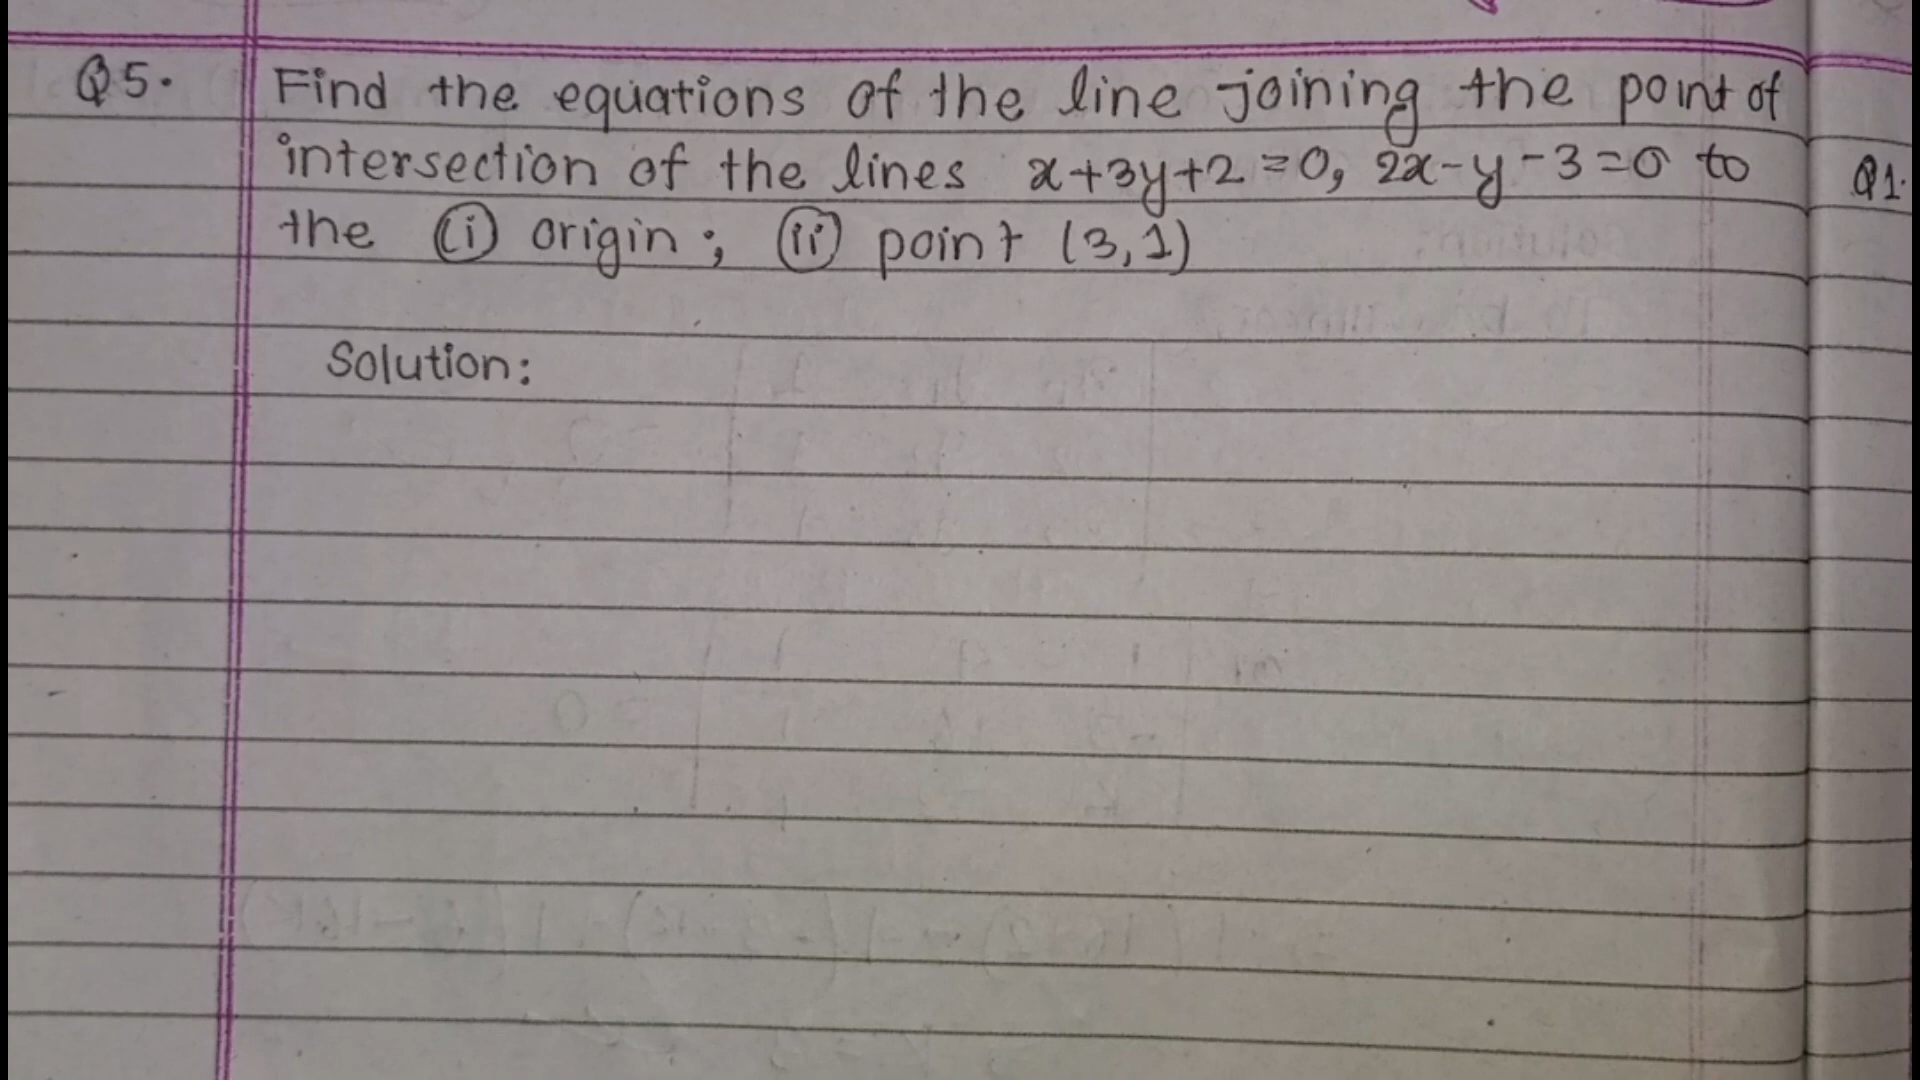 Q5. Find the equations of the line joining the point of
intersection of the lines x+3y+2=0, 2x-y-3=0 to
the (i) origin; (ii) point (3,1)
Solution:
Q1.